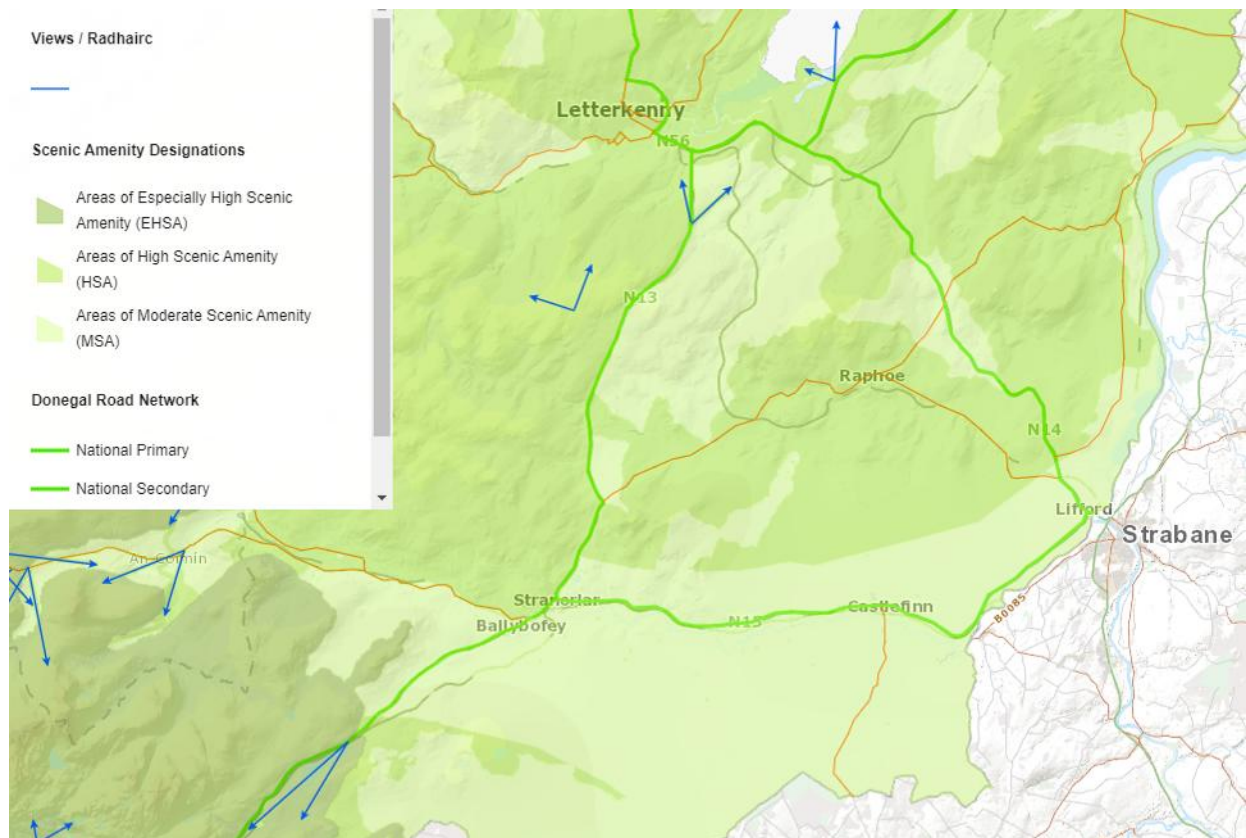 Views / Radhairc
Scenic Amenity Designations
Areas of Especially High Scenic
Amenity (EHSA)
Areas of High Scenic Amenity
(HSA)
Areas of Moderate Scenic Amenity
(MSA)
Donegal Road Network
National Primary
National Secondary
Letterkenny
N56
N13
Raphoe
N14
Lifford
Strabane
An Coimín
Stranorlar
Ballybofey
N15
Castlefinn
B0085